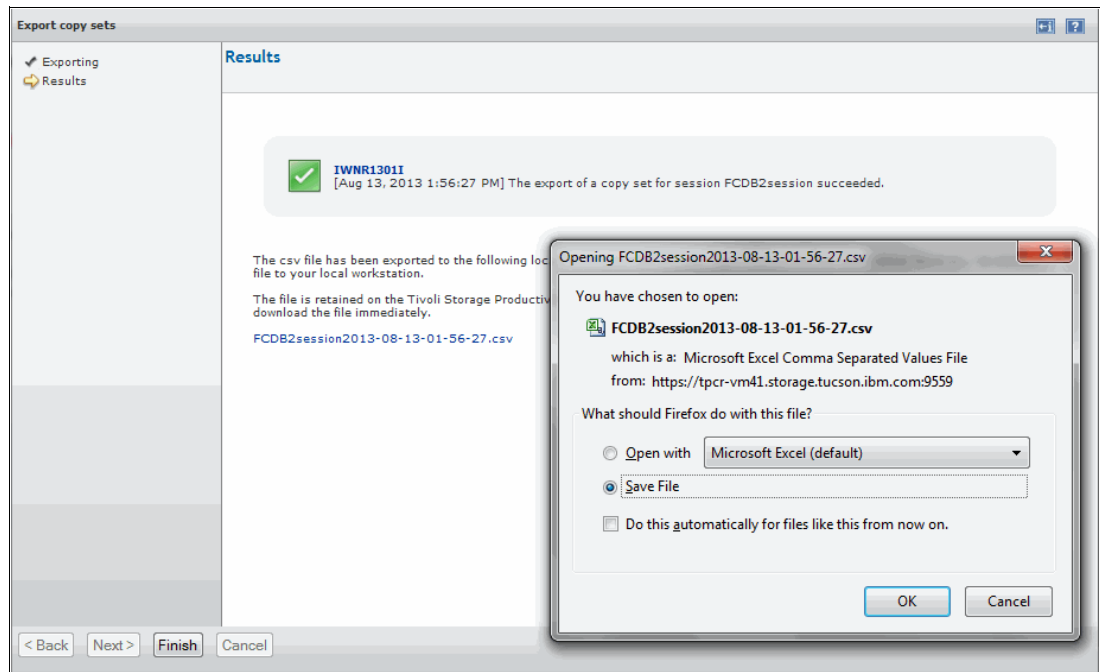 Export copy sets
Exporting
Results
Results
IWNR1301I
[Aug 13, 2013 1:56:27 PM] The export of a copy set for session FCDB2session succeeded.
The csv file has been exported to the following loc
file to your local workstation.
The file is retained on the Tivoli Storage Productiv
download the file immediately.
FCDB2session2013-08-13-01-56-27.csv
Opening FCDB2session2013-08-13-01-56-27.csv
You have chosen to open:
FCDB2session2013-08-13-01-56-27.csv
which is a: Microsoft Excel Comma Separated Values File
from: https://tpcr-vm41.storage.tucson.ibm.com:9559
What should Firefox do with this file?
Open with Microsoft Excel (default)
Save File
Do this automatically for files like this from now on.
OK Cancel
< Back Next > Finish Cancel